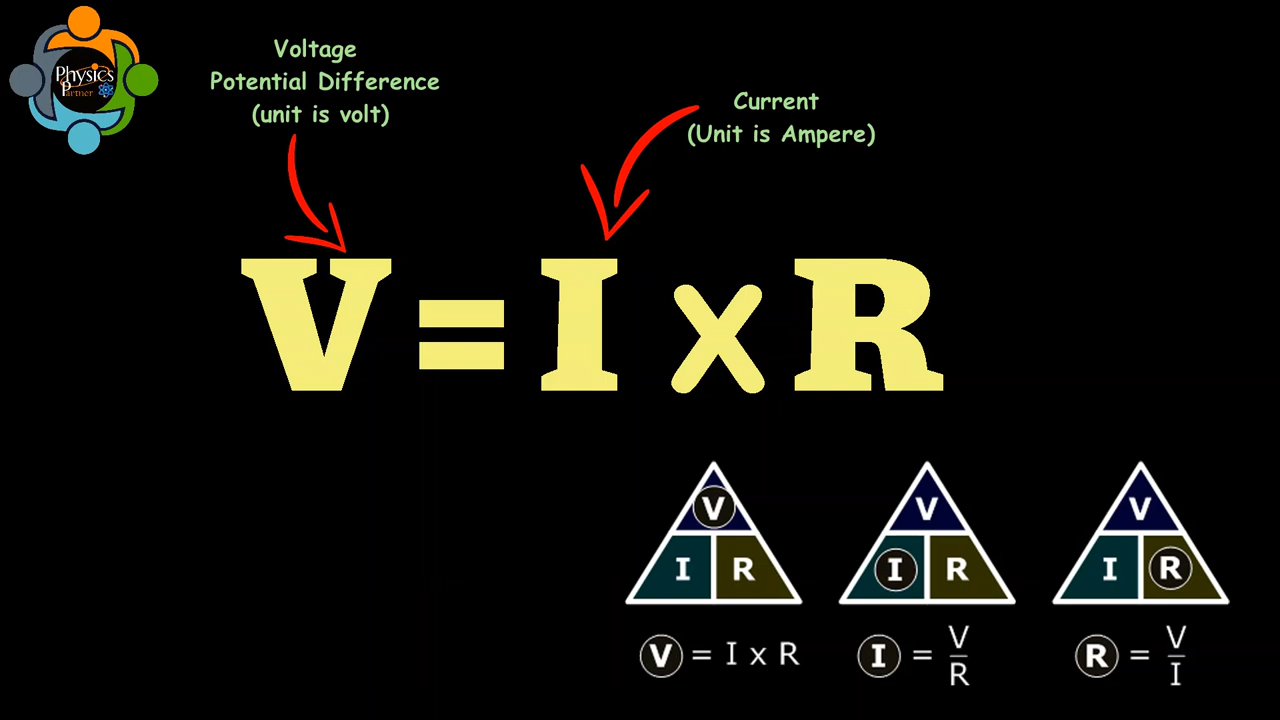 Physics
Partner
Voltage
Potential Difference
(unit is volt)
Current
(Unit is Ampere)
V=I x R
V
I R
V
I R
V
I R
V = I x R
I = V/R
R = V/I